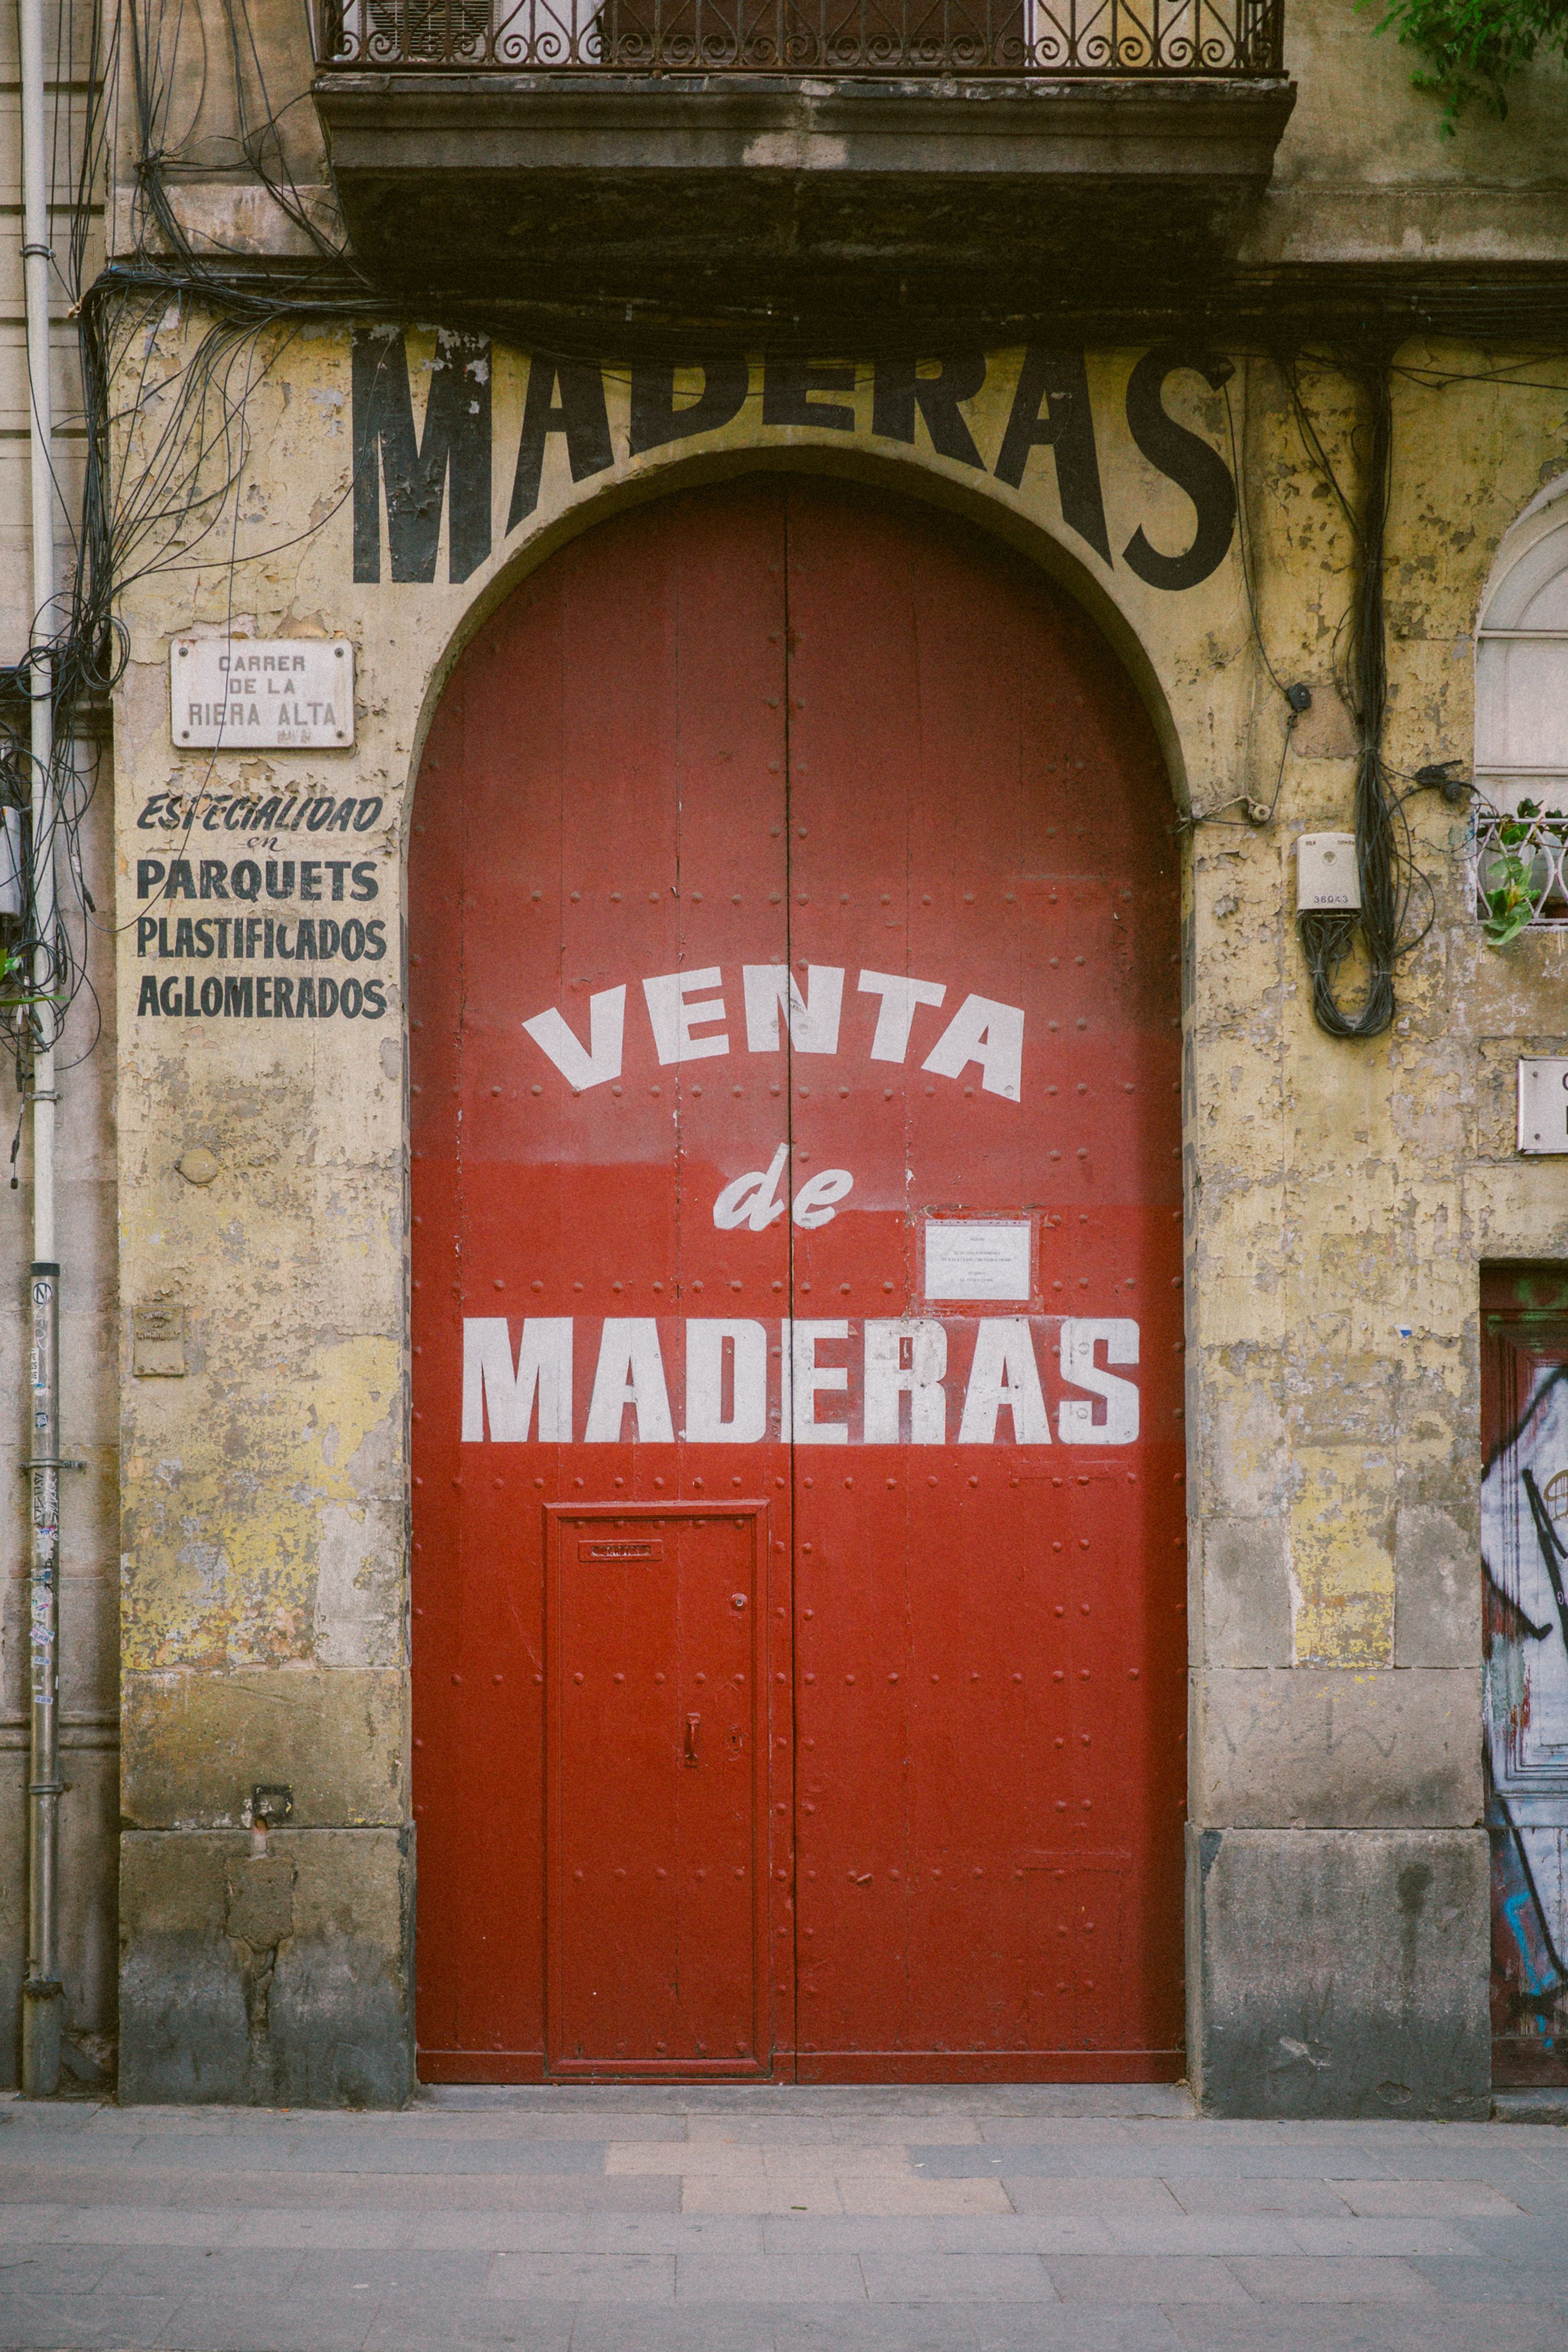 MADERAS
CARRER
DE LA
RIERA ALTA
ESPECIALIDAD
en
PARQUETS
PLASTIFICADOS
AGLOMERADOS
VENTA
de
MADERAS
38043